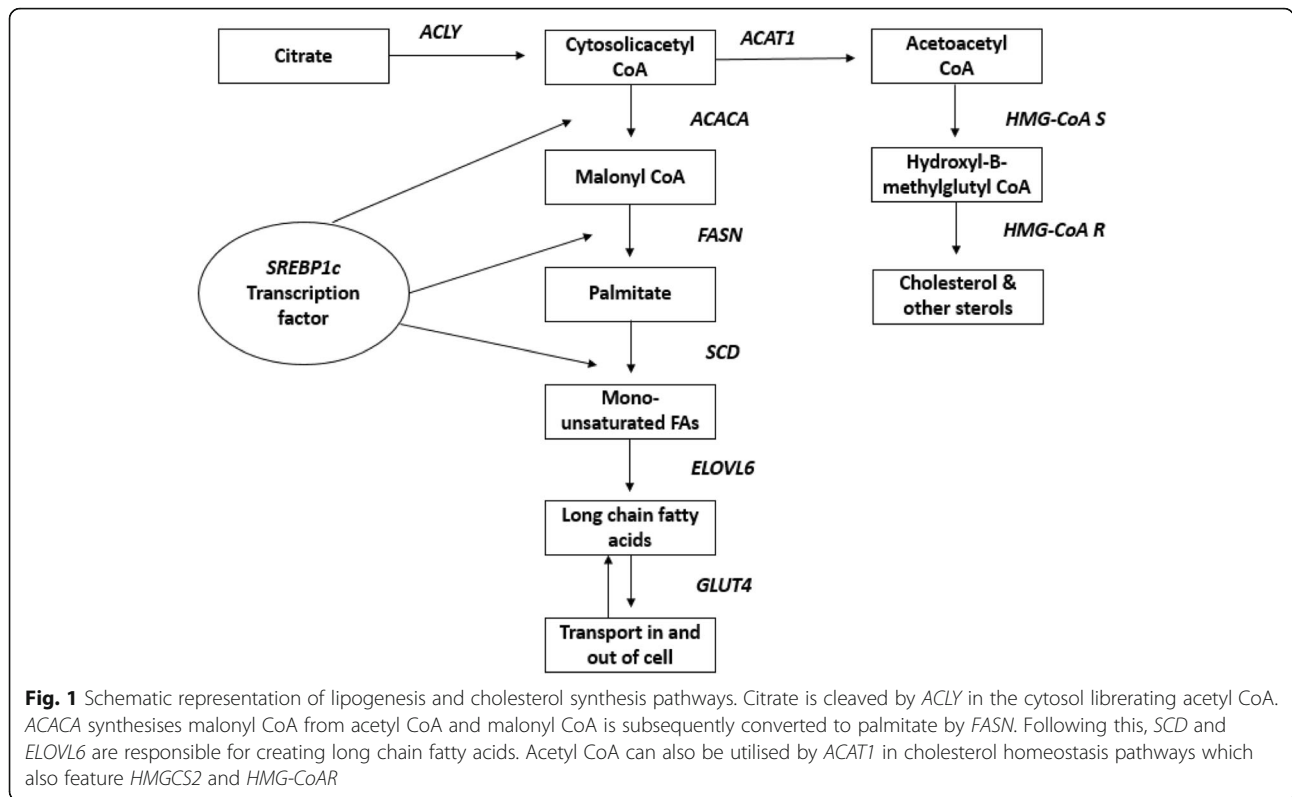 Citrate
ACLY
Cytosolicacetyl
CoA
ACAT1
Acetoacetyl
CoA
ACACA
HMG-CoA S
Malonyl CoA
Hydroxyl-B-
methylglutyl CoA
FASN
HMG-CoA R
SREBP1c
Transcription
factor
Palmitate
Cholesterol &
other sterols
SCD
Mono-
unsaturated FAs
ELOVL6
Long chain fatty
acids
GLUT4
Transport in and
out of cell
Fig. 1 Schematic representation of lipogenesis and cholesterol synthesis pathways. Citrate is cleaved by ACLY in the cytosol librerating acetyl CoA.
ACACA synthesises malonyl CoA from acetyl CoA and malonyl CoA is subsequently converted to palmitate by FASN. Following this, SCD and
ELOVL6 are responsible for creating long chain fatty acids. Acetyl CoA can also be utilised by ACAT1 in cholesterol homeostasis pathways which
also feature HMGCS2 and HMG-CoAR